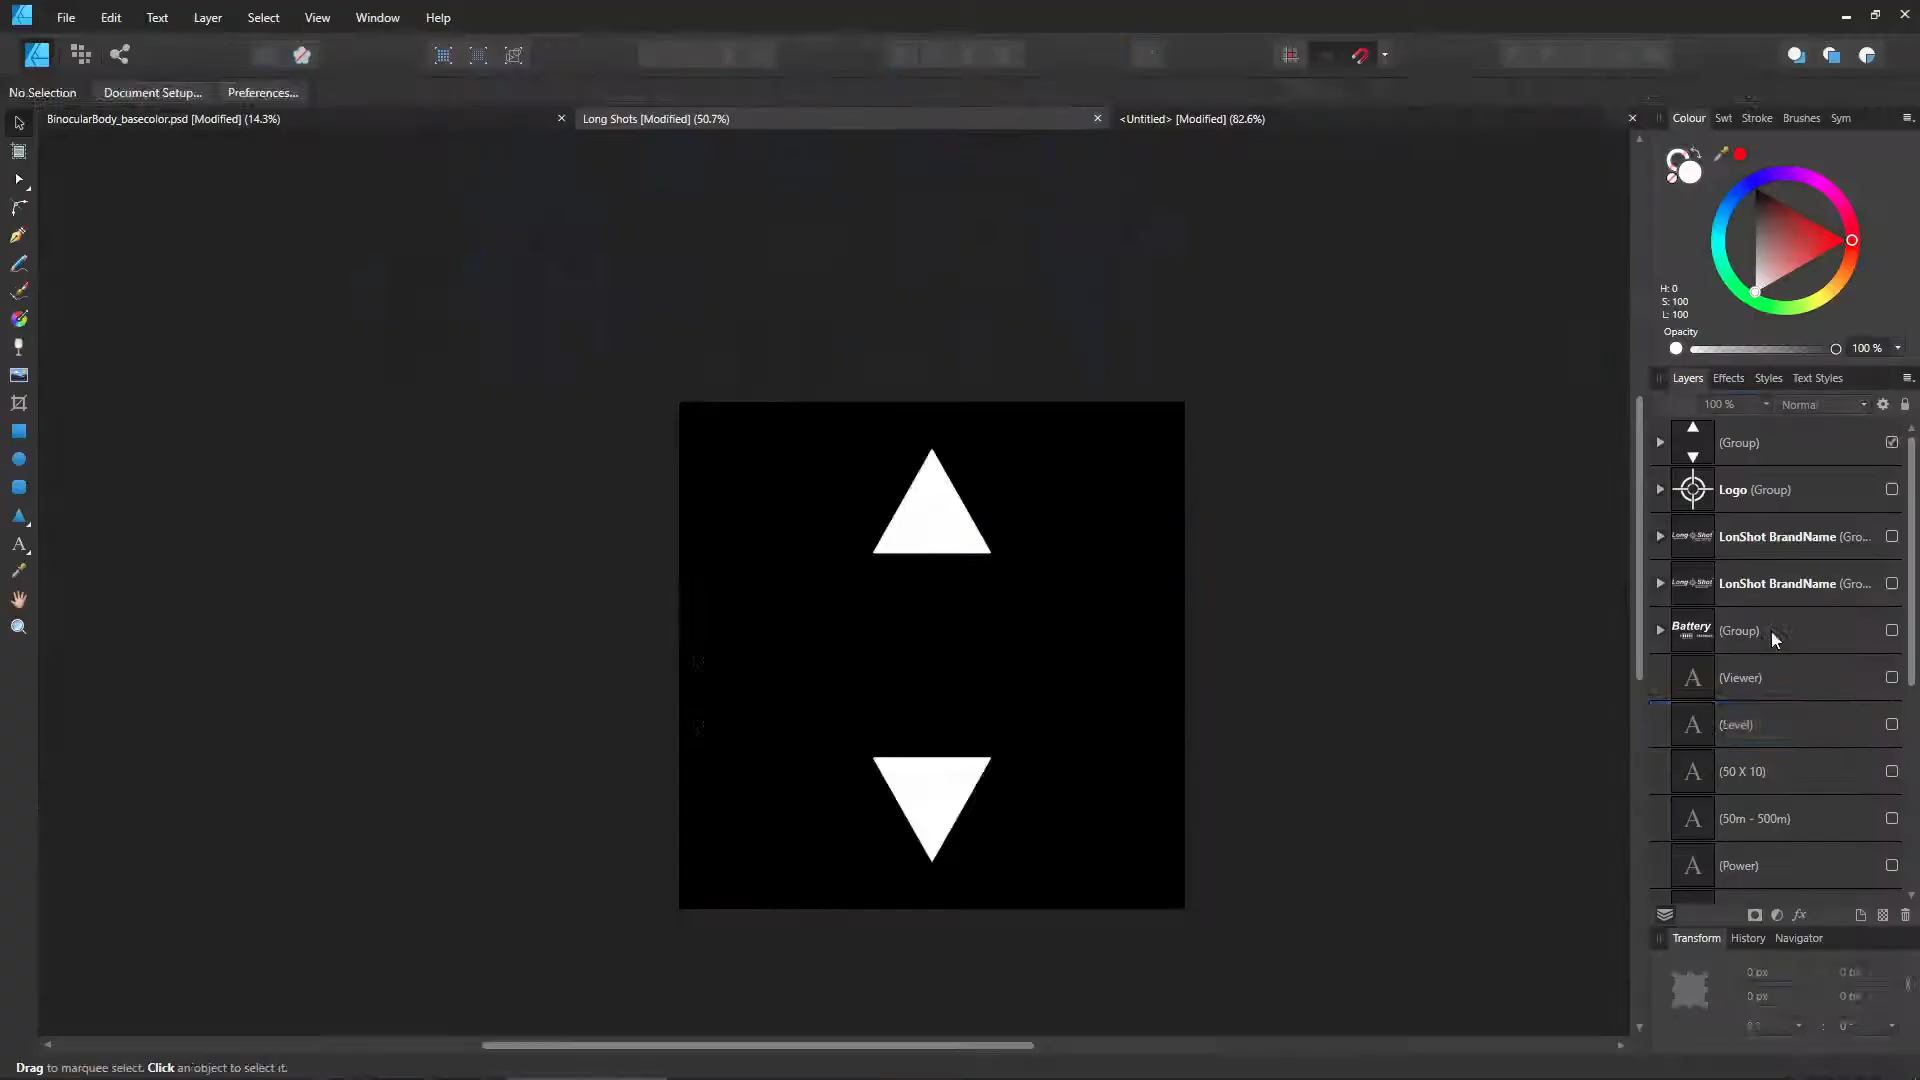 File Edit Text Layer Select View Window Help
No Selection Document Setup... Preferences...
BinocularBody_basecolor.psd [Modified] (14.3%)
Long Shots [Modified] (50.7%)
<Untitled> [Modified] (82.6%)
Colour Swt Stroke Brushes Sym
H: 0
S: 100
L: 100
Opacity
100 %
Layers Effects Styles Text Styles
100 % Normal
(Group)
Logo (Group)
LonShot BrandName (Gro...
LonShot BrandName (Gro...
Battery
(Group)
A (Viewer)
A (Level)
A (50 X 10)
A (50m - 500m)
A (Power)
Transform History Navigator
0 px
0 px
Drag to marquee select. Click an object to select it.